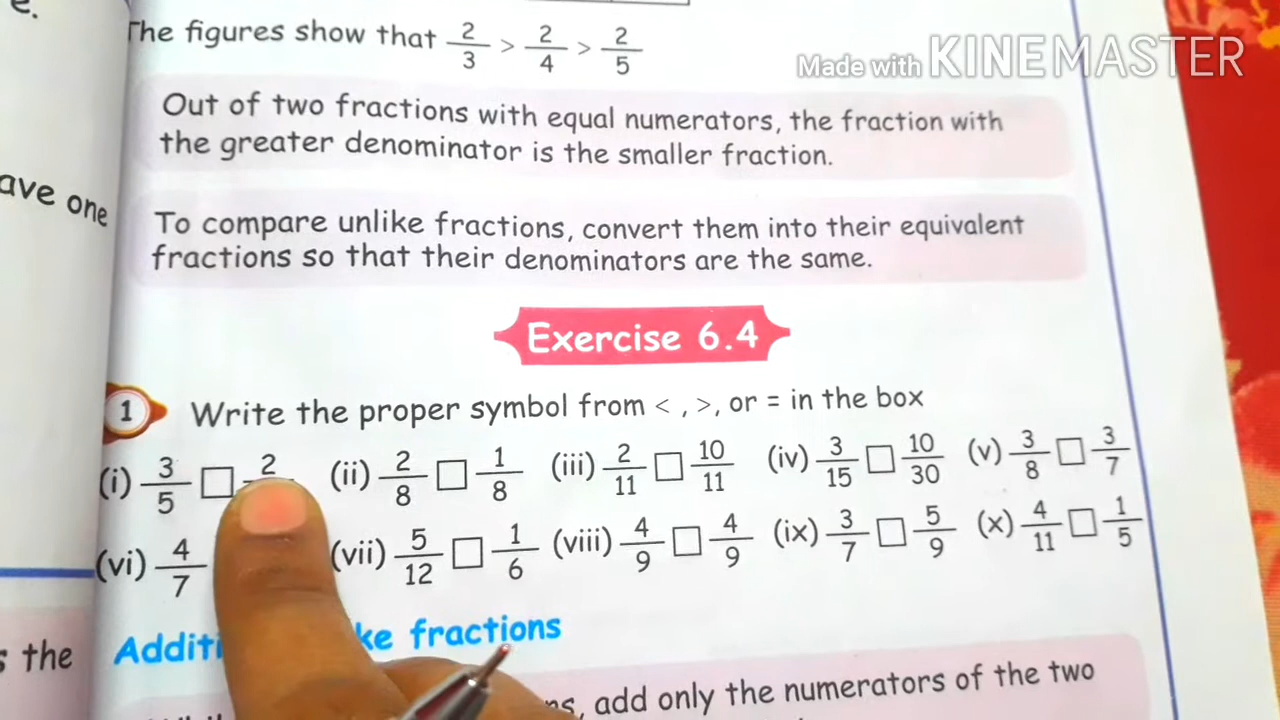 e.
The figures show that 2/3 > 2/4 > 2/5
Made with KINEMASTER
Out of two fractions with equal numerators, the fraction with
the greater denominator is the smaller fraction.
ave one
To compare unlike fractions, convert them into their equivalent
fractions so that their denominators are the same.
Exercise 6.4
1 Write the proper symbol from < , >, or = in the box
(i) 3/5 □ 2 (ii) 2/8 □ 1/8 (iii) 2/11 □ 10/11 (iv) 3/15 □ 10/30 (v) 3/8 □ 3/7
(vi) 4/7 (vii) 5/12 □ 1/6 (viii) 4/9 □ 4/9 (ix) 3/7 □ 5/9 (x) 4/11 □ 1/5
s the
Additi ke fractions
ns, add only the numerators of the two